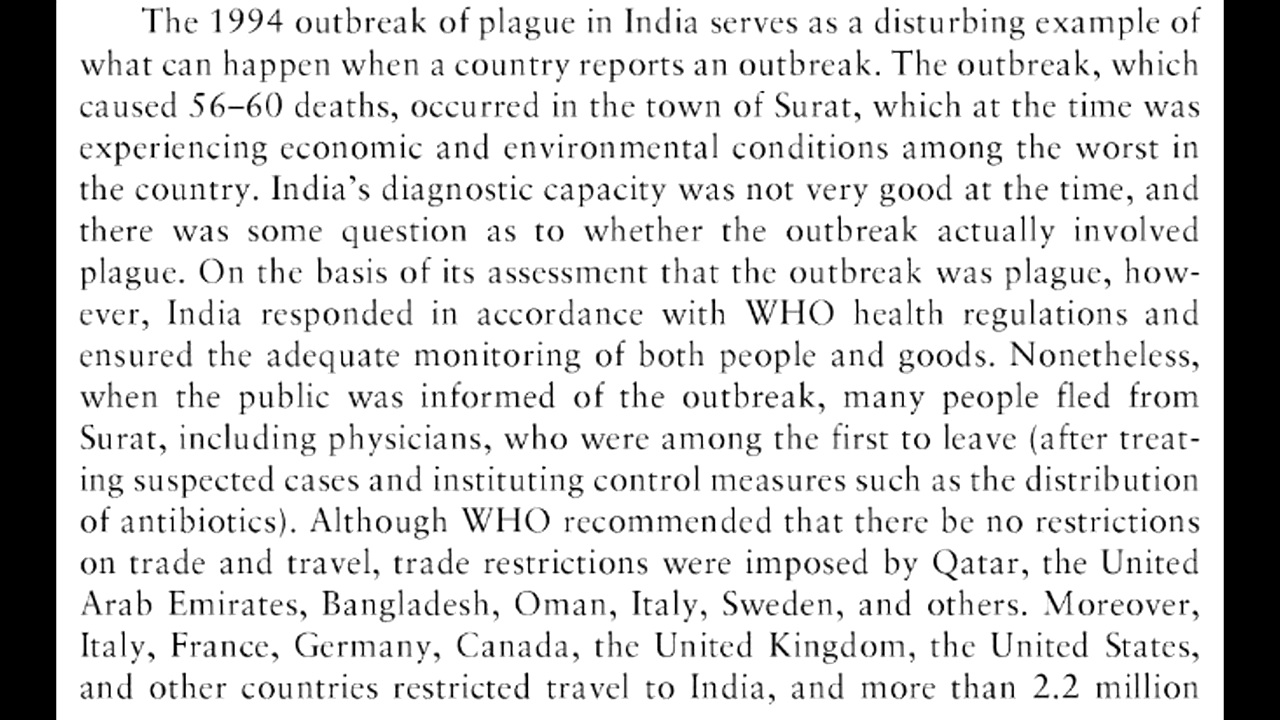 The 1994 outbreak of plague in India serves as a disturbing example of
what can happen when a country reports an outbreak. The outbreak, which
caused 56–60 deaths, occurred in the town of Surat, which at the time was
experiencing economic and environmental conditions among the worst in
the country. India’s diagnostic capacity was not very good at the time, and
there was some question as to whether the outbreak actually involved
plague. On the basis of its assessment that the outbreak was plague, how-
ever, India responded in accordance with WHO health regulations and
ensured the adequate monitoring of both people and goods. Nonetheless,
when the public was informed of the outbreak, many people fled from
Surat, including physicians, who were among the first to leave (after treat-
ing suspected cases and instituting control measures such as the distribution
of antibiotics). Although WHO recommended that there be no restrictions
on trade and travel, trade restrictions were imposed by Qatar, the United
Arab Emirates, Bangladesh, Oman, Italy, Sweden, and others. Moreover,
Italy, France, Germany, Canada, the United Kingdom, the United States,
and other countries restricted travel to India, and more than 2.2 million